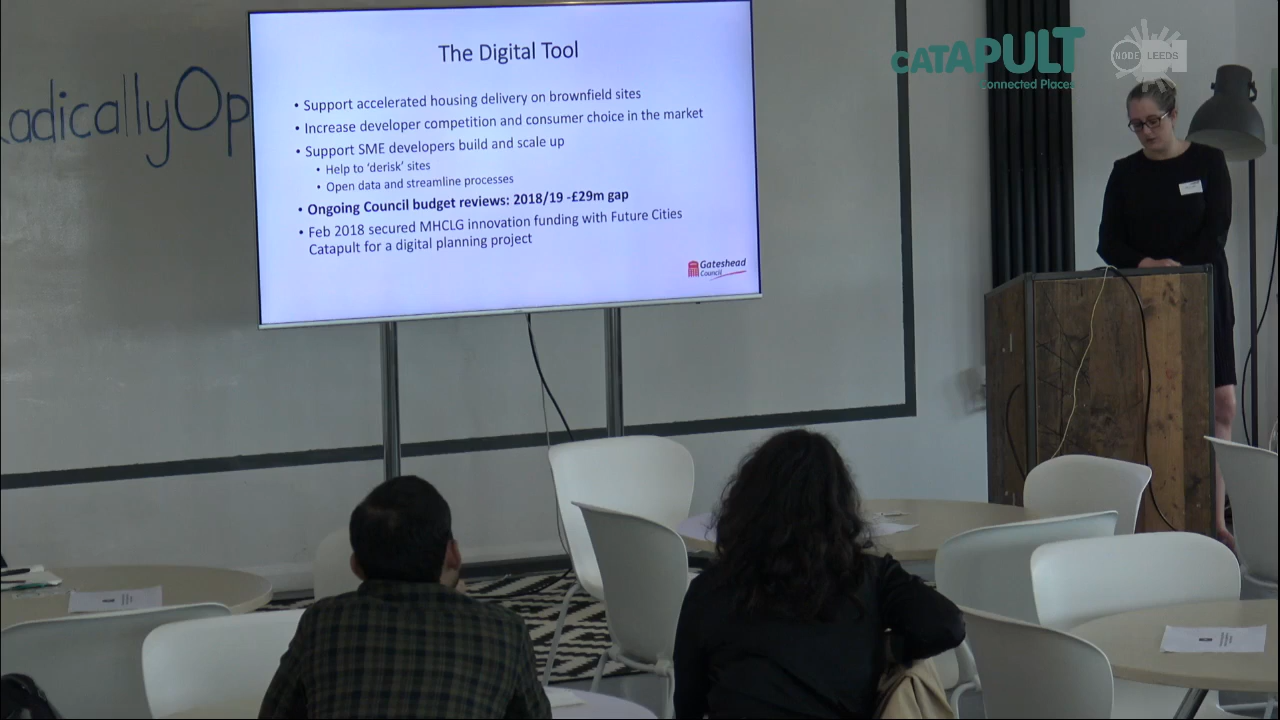 The Digital Tool
• Support accelerated housing delivery on brownfield sites
• Increase developer competition and consumer choice in the market
• Support SME developers build and scale up
• Help to 'derisk' sites
• Open data and streamline processes
• Ongoing Council budget reviews: 2018/19 -£29m gap
• Feb 2018 secured MHCLG innovation funding with Future Cities
Catapult for a digital planning project
Gateshead
Council
adicallyOp
CATAPULT
Connected Places
NODE LEEDS